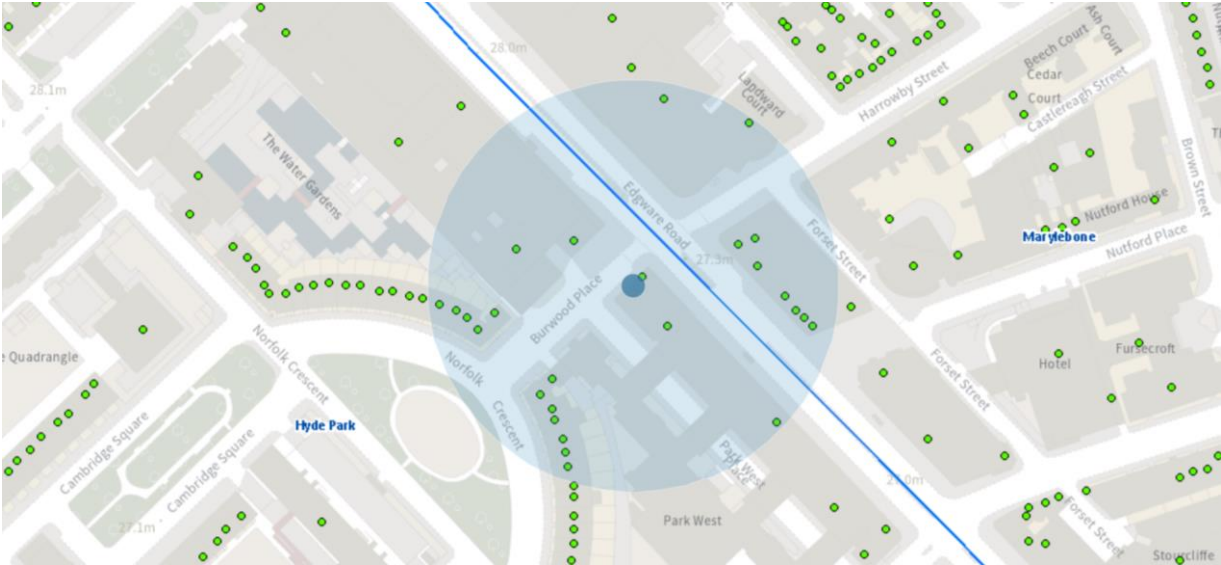 28.0m
Ash Court
Beech Court
Cedar
Court
Landward
Court
Harrowby Street
Castlereagh Street
28.1m
The Water Gardens
Brown Street
Nutford House
Edgware Road
Forset Street
Marylebone
Nutford Place
27.3m
Burwood Place
Norfolk Crescent
e Quadrangle
Norfolk
Crescent
Forset Street
Hotel
Fursecroft
Cambridge Square
Cambridge Square
Hyde Park
Park West
Place
27.1m
27.0m
Park West
Forset Street
Stourcliffe